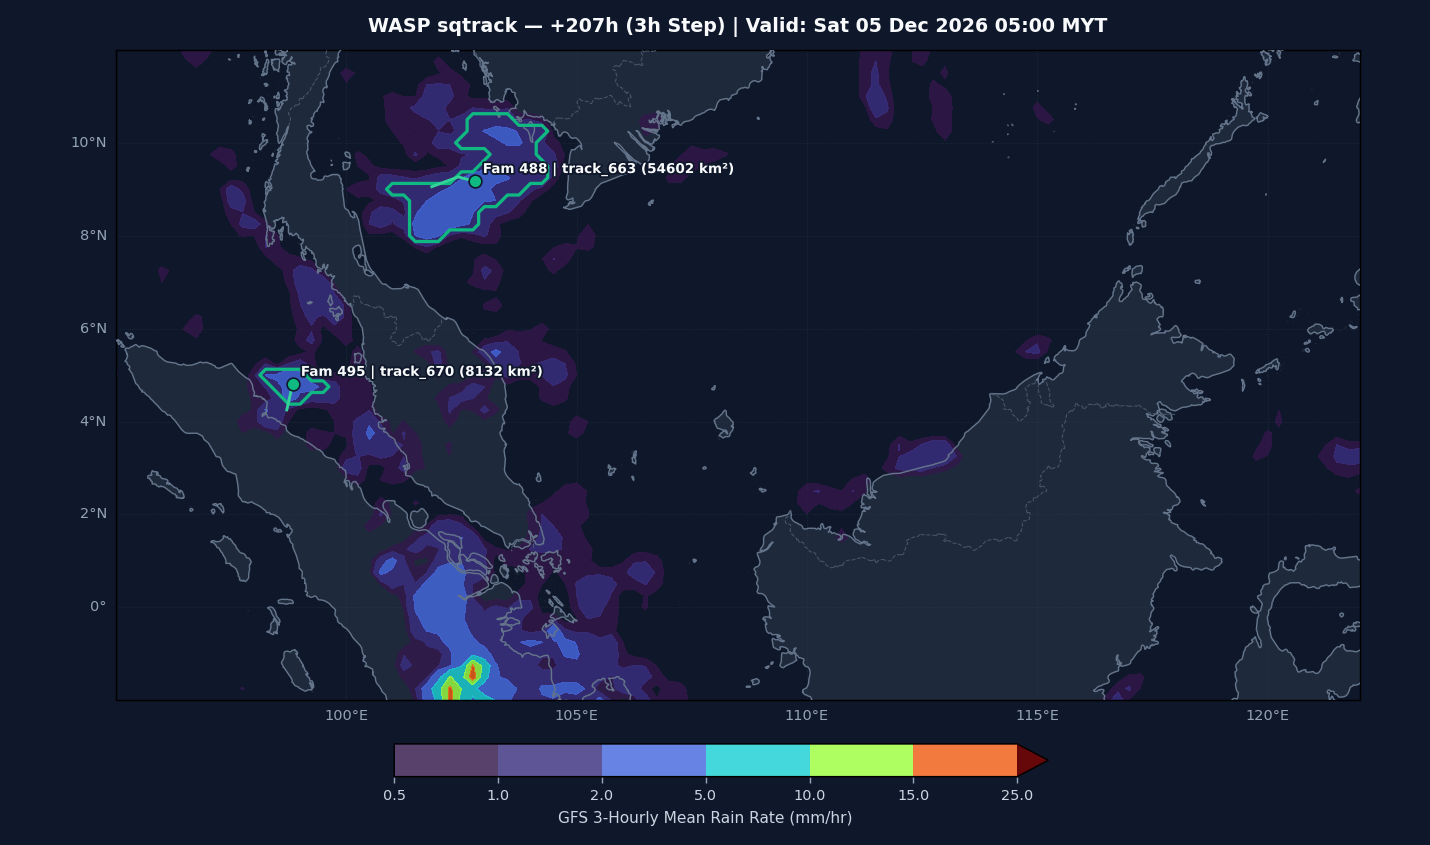 WASP sqtrack — +207h (3h Step) | Valid: Sat 05 Dec 2026 05:00 MYT
10°N
8°N
6°N
4°N
2°N
0°
Fam 488 | track_663 (54602 km²)
Fam 495 | track_670 (8132 km²)
100°E 105°E 110°E 115°E 120°E
0.5 1.0 2.0 5.0 10.0 15.0 25.0
GFS 3-Hourly Mean Rain Rate (mm/hr)